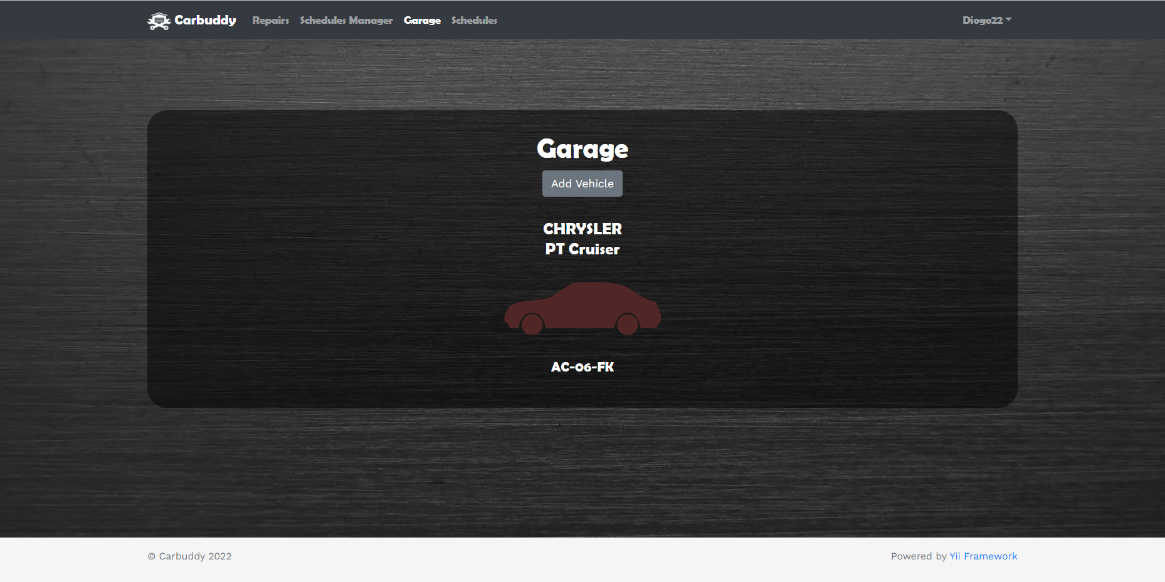 Carbuddy Repairs Schedules Manager Garage Schedules Diogo22
Garage
Add Vehicle
CHRYSLER
PT Cruiser
AC-06-FK
© Carbuddy 2022 Powered by Yii Framework